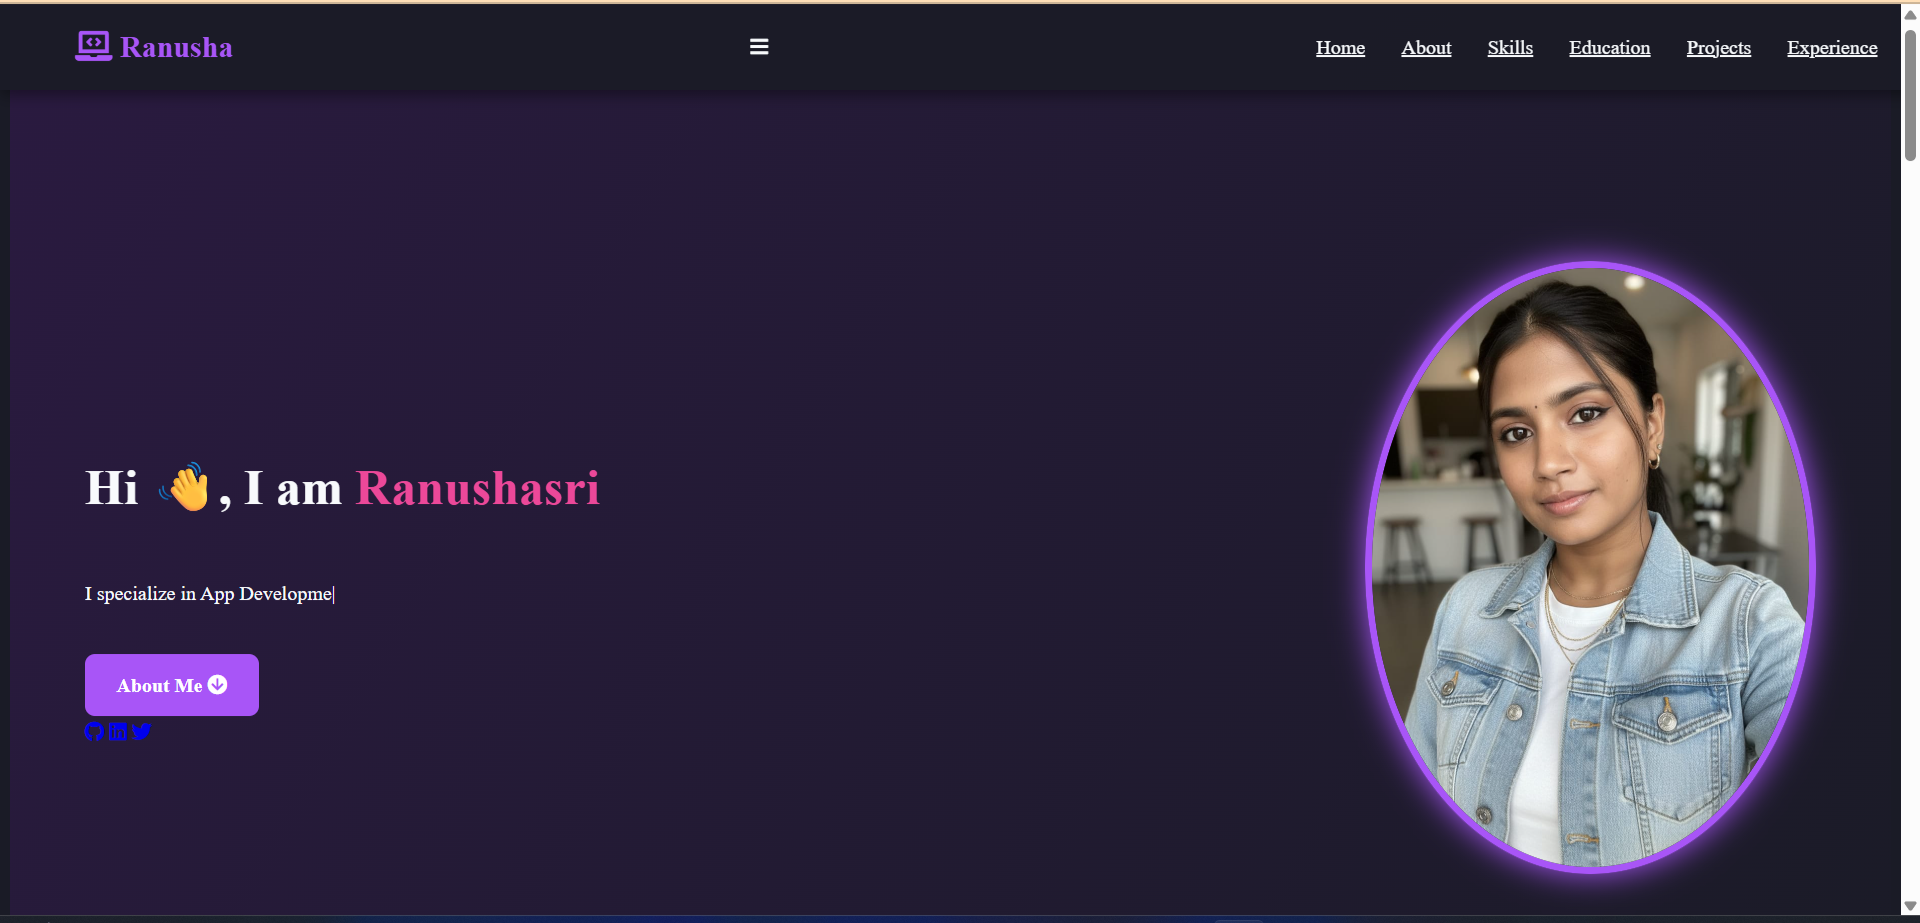 Ranusha
Home About Skills Education Projects Experience
Hi 👋, I am Ranushasri
I specialize in App Developme
About Me